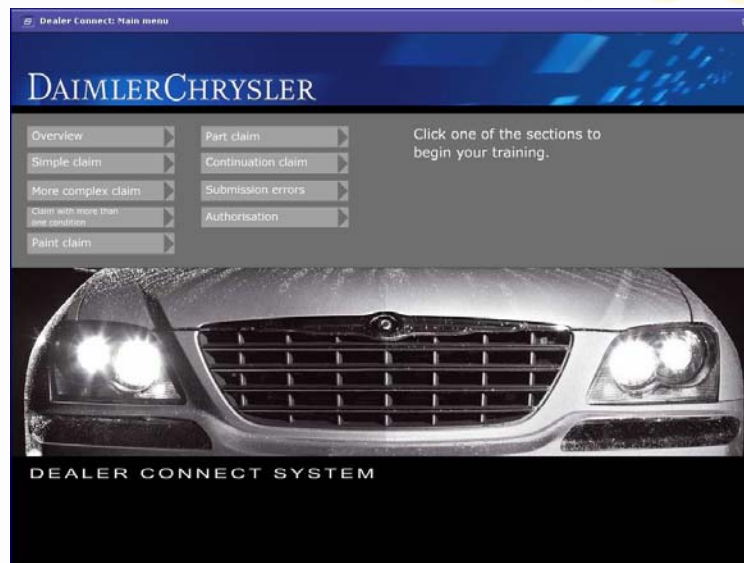 Dealer Connect: Main menu
DAIMLERCHRYSLER
Overview
Simple claim
More complex claim
Claim with more than
one condition
Paint claim
Part claim
Continuation claim
Submission errors
Authorisation
Click one of the sections to
begin your training.
DEALER CONNECT SYSTEM